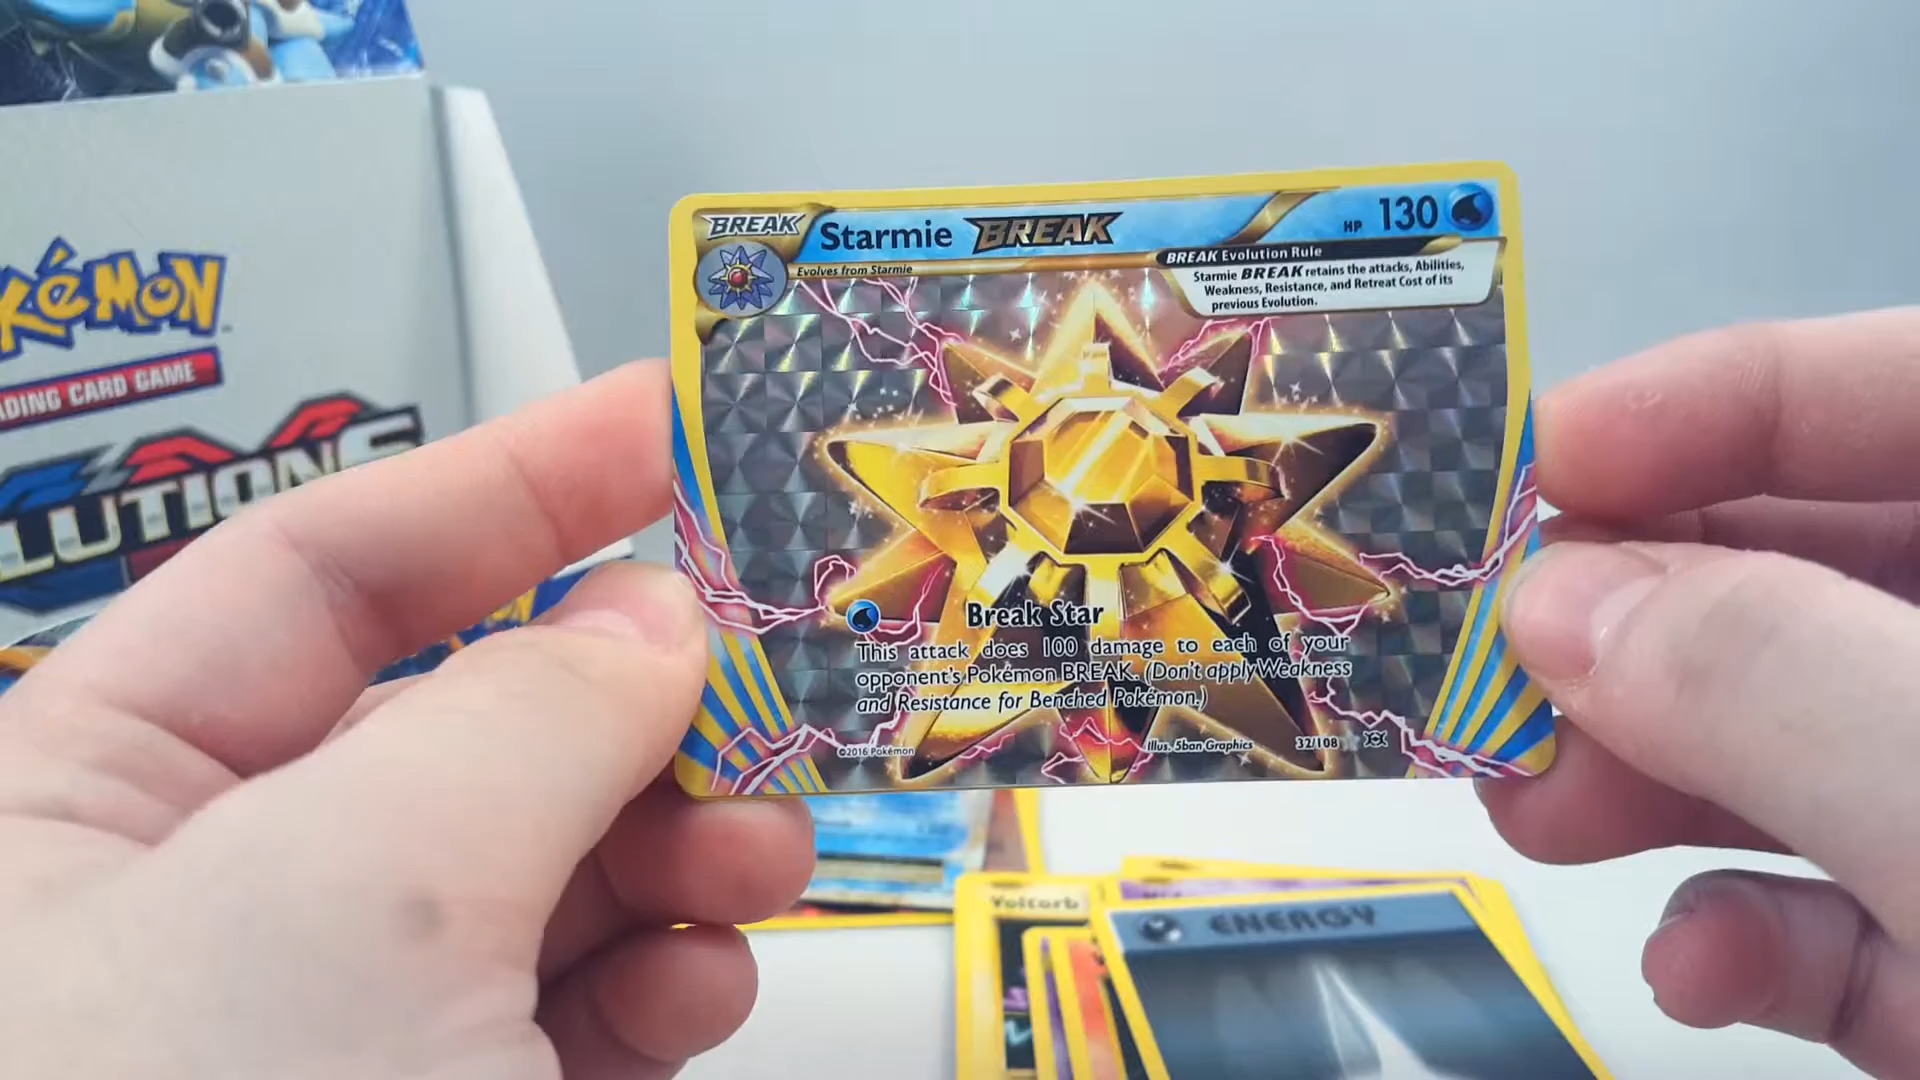 POKéMON
ADING CARD GAME
LUTIONS
BREAK Starmie BREAK HP 130
Evolves from Starmie
BREAK Evolution Rule
Starmie BREAK retains the attacks, Abilities,
Weakness, Resistance, and Retreat Cost of its
previous Evolution.
Break Star
This attack does 100 damage to each of your
opponent's Pokémon BREAK. (Don't apply Weakness
and Resistance for Benched Pokémon.)
©2016 Pokémon Illus. 5ban Graphics 32/108
Voltorb
ENERGY